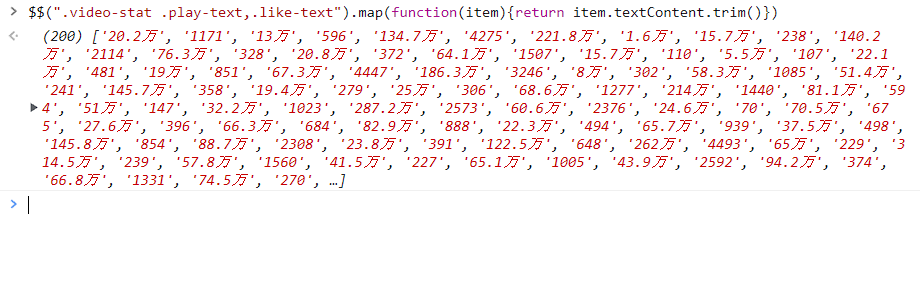 > $$(".video-stat .play-text,.like-text").map(function(item){return item.textContent.trim()})
(200) ['20.2万', '1171', '13万', '596', '134.7万', '4275', '221.8万', '1.6万', '15.7万', '238', '140.2
万', '2114', '76.3万', '328', '20.8万', '372', '64.1万', '1507', '15.7万', '110', '5.5万', '107', '22.1
万', '481', '19万', '851', '67.3万', '4447', '186.3万', '3246', '8万', '302', '58.3万', '1085', '51.4万',
'241', '145.7万', '358', '19.4万', '279', '25万', '306', '68.6万', '1277', '214万', '1440', '81.1万', '59
4', '51万', '147', '32.2万', '1023', '287.2万', '2573', '60.6万', '2376', '24.6万', '70', '70.5万', '67
5', '27.6万', '396', '66.3万', '684', '82.9万', '888', '22.3万', '494', '65.7万', '939', '37.5万', '498',
'145.8万', '854', '88.7万', '2308', '23.8万', '391', '122.5万', '648', '262万', '4493', '65万', '229', '3
14.5万', '239', '57.8万', '1560', '41.5万', '227', '65.1万', '1005', '43.9万', '2592', '94.2万', '374',
'66.8万', '1331', '74.5万', '270', …]
>